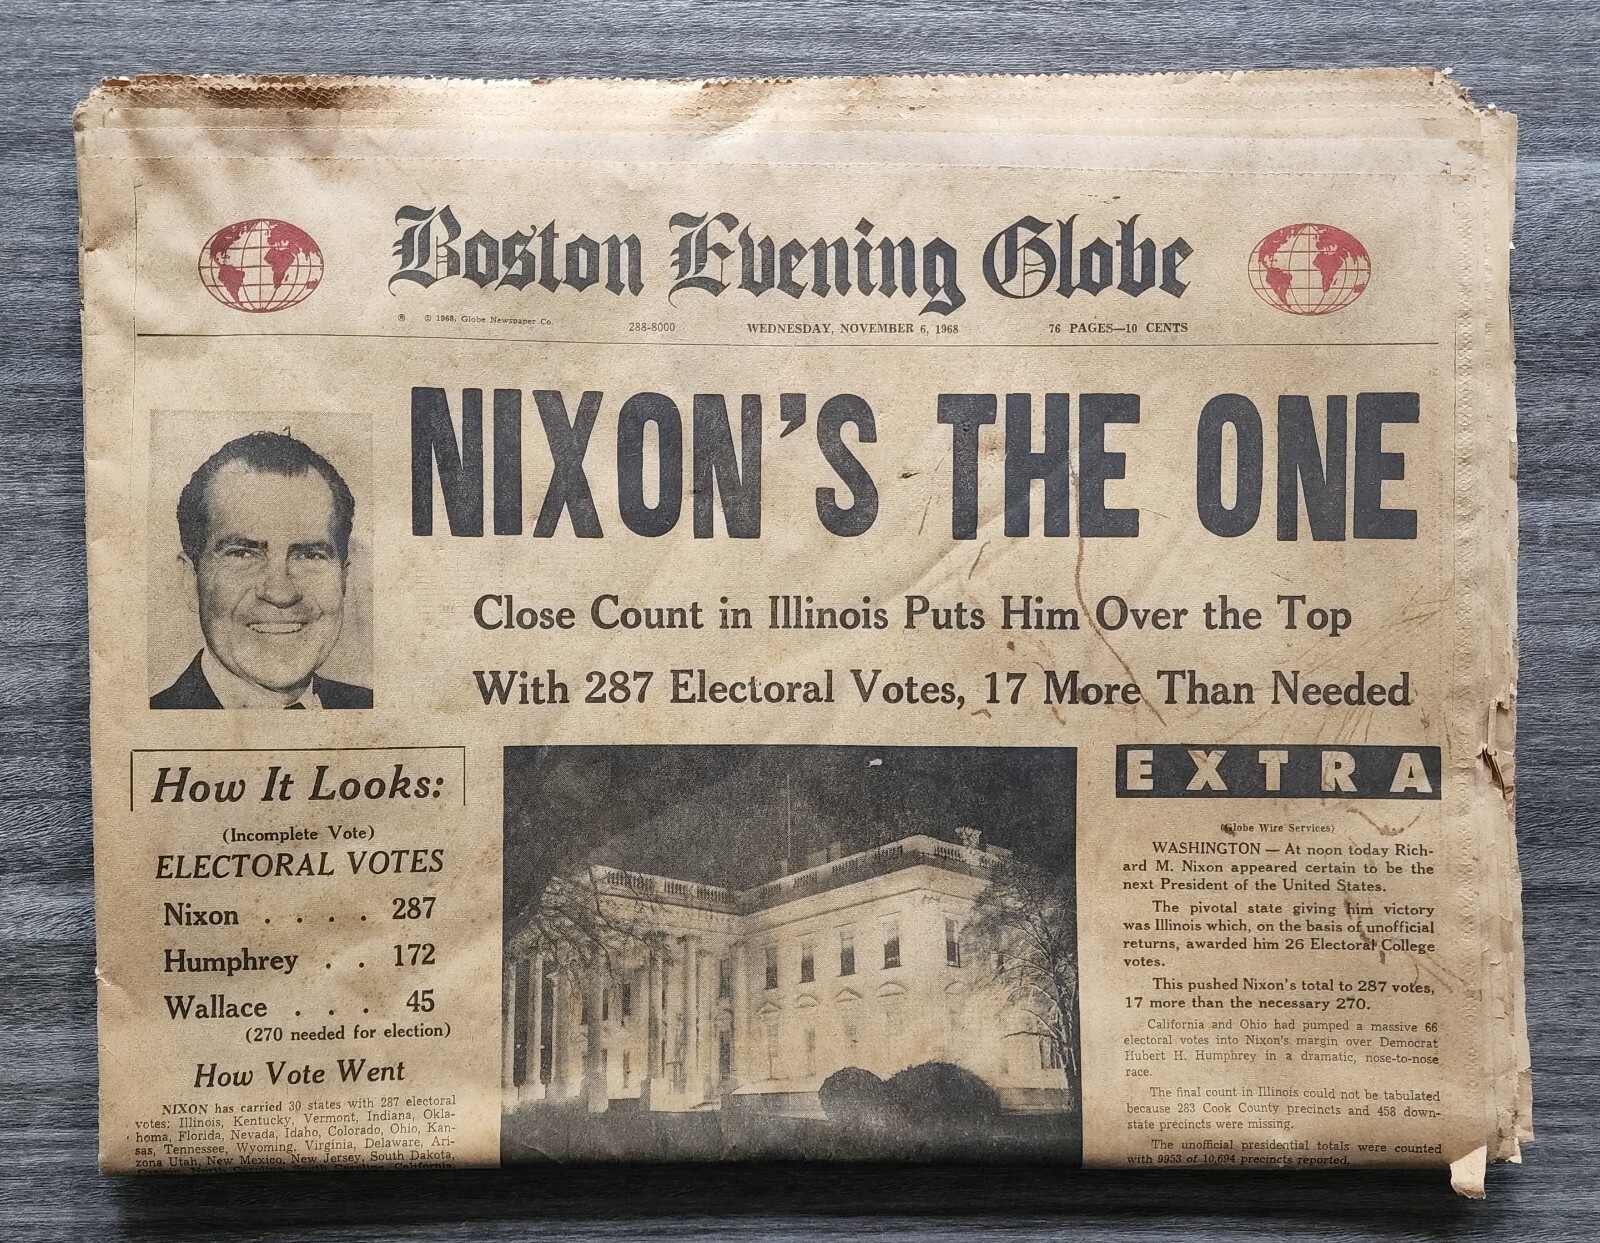 Boston Evening Globe
® © 1968, Globe Newspaper Co.
288-8000
WEDNESDAY, NOVEMBER 6, 1968
76 PAGES—10 CENTS
NIXON'S THE ONE
Close Count in Illinois Puts Him Over the Top
With 287 Electoral Votes, 17 More Than Needed
How It Looks:
(Incomplete Vote)
ELECTORAL VOTES
Nixon . . . . 287
Humphrey . . 172
Wallace . . . 45
(270 needed for election)
How Vote Went
NIXON has carried 30 states with 287 electoral
votes: Illinois, Kentucky, Vermont, Indiana, Okla-
homa, Florida, Nevada, Idaho, Colorado, Ohio, Kan-
sas, Tennessee, Wyoming, Virginia, Delaware, Ari-
zona Utah, New Mexico, New Jersey, South Dakota,
EXTRA
(Globe Wire Services)
WASHINGTON — At noon today Rich-
ard M. Nixon appeared certain to be the
next President of the United States.
The pivotal state giving him victory
was Illinois which, on the basis of unofficial
returns, awarded him 26 Electoral College
votes.
This pushed Nixon's total to 287 votes,
17 more than the necessary 270.
California and Ohio had pumped a massive 66
electoral votes into Nixon's margin over Democrat
Hubert H. Humphrey in a dramatic, nose-to-nose
race.
The final count in Illinois could not be tabulated
because 283 Cook County precincts and 458 down-
state precincts were missing.
The unofficial presidential totals were counted
with 9953 of 10,694 precincts reported.